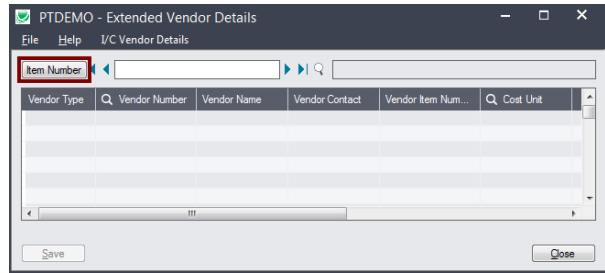 PTDEMO - Extended Vendor Details
File Help I/C Vendor Details
Item Number
Vendor Type Vendor Number Vendor Name Vendor Contact Vendor Item Num... Cost Unit
Save Close